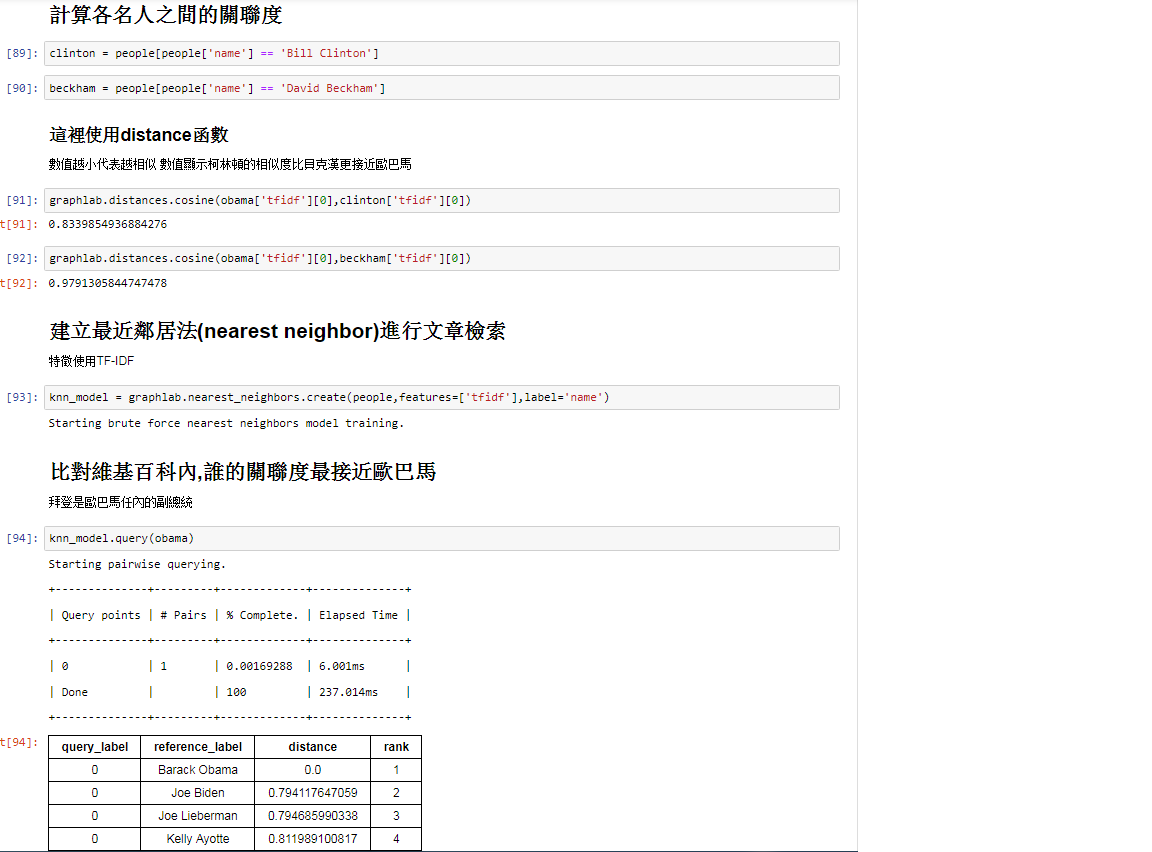 計算各名人之間的關聯度
[89]: clinton = people[people['name'] == 'Bill Clinton']
[90]: beckham = people[people['name'] == 'David Beckham']
這裡使用distance函數
數值越小代表越相似 數值顯示柯林頓的相似度比貝克漢更接近歐巴馬
[91]: graphlab.distances.cosine(obama['tfidf'][0],clinton['tfidf'][0])
t[91]: 0.8339854936884276
[92]: graphlab.distances.cosine(obama['tfidf'][0],beckham['tfidf'][0])
t[92]: 0.9791305844747478
建立最近鄰居法(nearest neighbor)進行文章檢索
特徵使用TF-IDF
[93]: knn_model = graphlab.nearest_neighbors.create(people,features=['tfidf'],label='name')
Starting brute force nearest neighbors model training.
比對維基百科內,誰的關聯度最接近歐巴馬
拜登是歐巴馬任內的副總統
[94]: knn_model.query(obama)
Starting pairwise querying.
+--------------+---------+-------------+--------------+
| Query points | # Pairs | % Complete. | Elapsed Time |
+--------------+---------+-------------+--------------+
| 0 | 1 | 0.00169288 | 6.001ms |
| Done | | 100 | 237.014ms |
+--------------+---------+-------------+--------------+
t[94]:
query_label reference_label distance rank
0 Barack Obama 0.0 1
0 Joe Biden 0.794117647059 2
0 Joe Lieberman 0.794685990338 3
0 Kelly Ayotte 0.811989100817 4